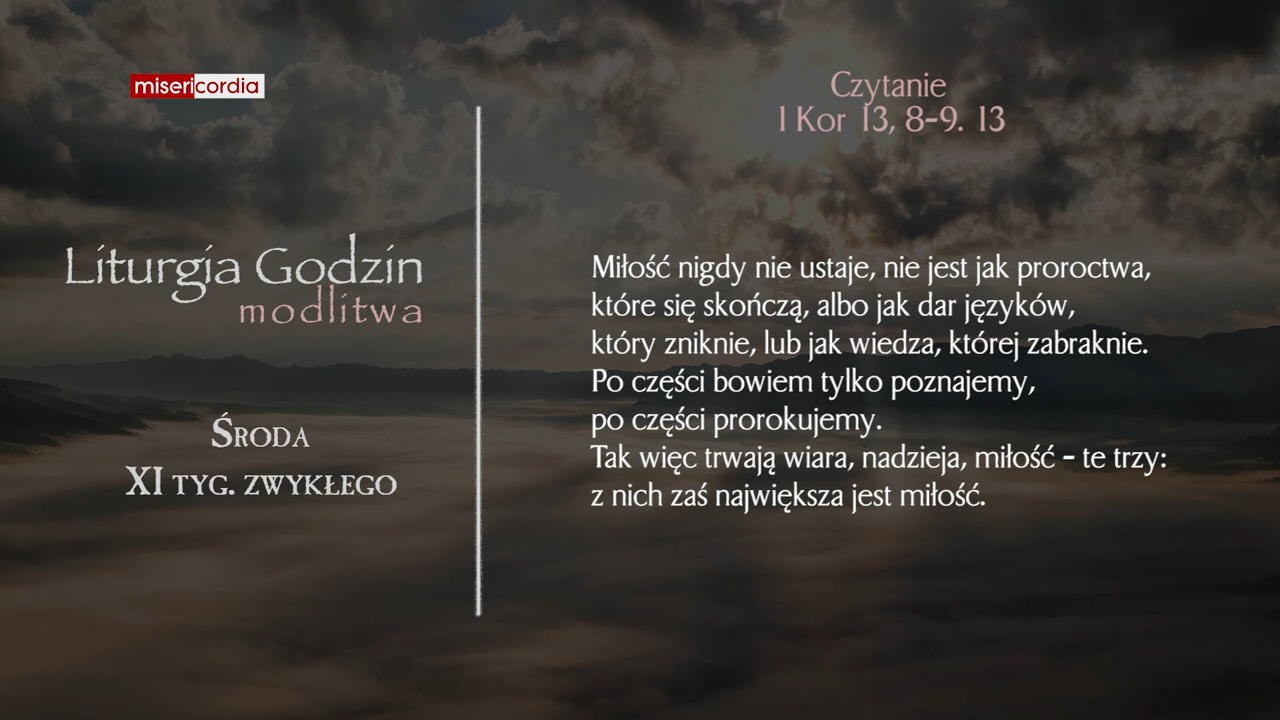 misericordia
Liturgia Godzin
modlitwa
Środa
XI tyg. zwykłego
Czytanie
1 Kor 13, 8-9. 13
Miłość nigdy nie ustaje, nie jest jak proroctwa,
które się skończą, albo jak dar języków,
który zniknie, lub jak wiedza, której zabraknie.
Po części bowiem tylko poznajemy,
po części prorokujemy.
Tak więc trwają wiara, nadzieja, miłość - te trzy:
z nich zaś największa jest miłość.